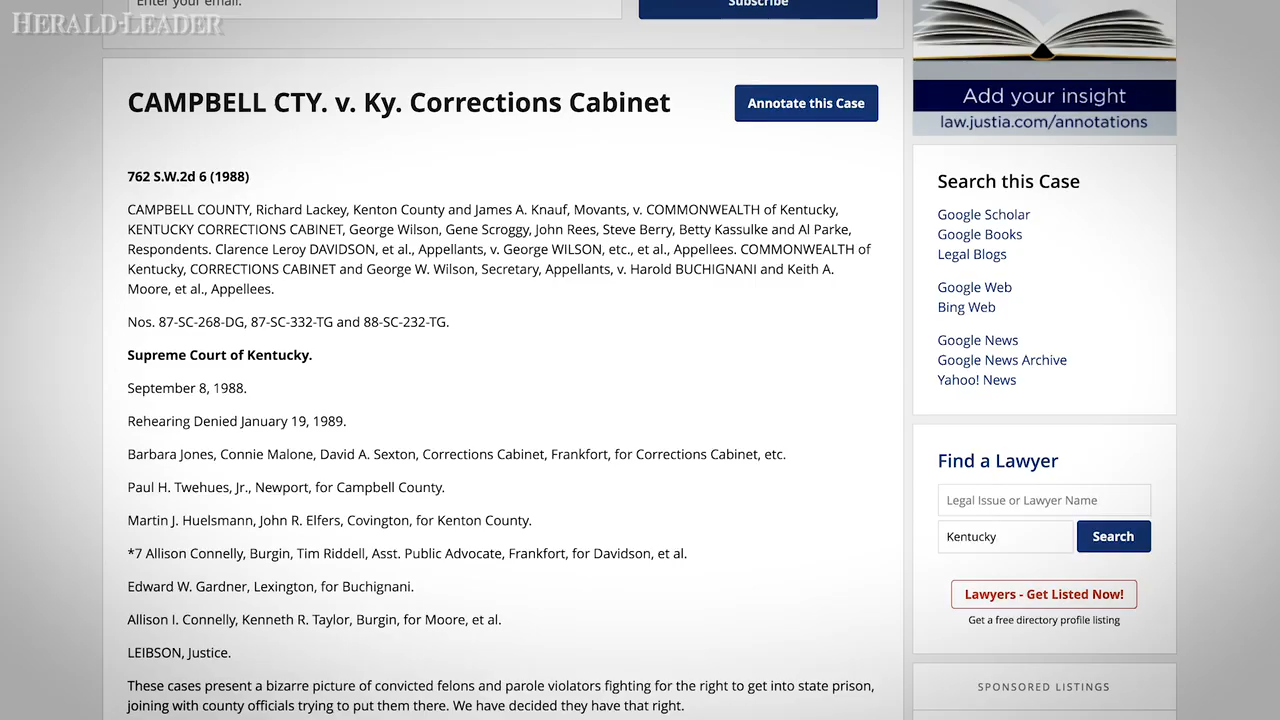 Enter your email.
Subscribe
HERALD-LEADER
CAMPBELL CTY. v. Ky. Corrections Cabinet
Annotate this Case
762 S.W.2d 6 (1988)
CAMPBELL COUNTY, Richard Lackey, Kenton County and James A. Knauf, Movants, v. COMMONWEALTH of Kentucky,
KENTUCKY CORRECTIONS CABINET, George Wilson, Gene Scroggy, John Rees, Steve Berry, Betty Kassulke and Al Parke,
Respondents. Clarence Leroy DAVIDSON, et al., Appellants, v. George WILSON, etc., et al., Appellees. COMMONWEALTH of
Kentucky, CORRECTIONS CABINET and George W. Wilson, Secretary, Appellants, v. Harold BUCHIGNANI and Keith A.
Moore, et al., Appellees.
Nos. 87-SC-268-DG, 87-SC-332-TG and 88-SC-232-TG.
Supreme Court of Kentucky.
September 8, 1988.
Rehearing Denied January 19, 1989.
Barbara Jones, Connie Malone, David A. Sexton, Corrections Cabinet, Frankfort, for Corrections Cabinet, etc.
Paul H. Twehues, Jr., Newport, for Campbell County.
Martin J. Huelsmann, John R. Elfers, Covington, for Kenton County.
*7 Allison Connelly, Burgin, Tim Riddell, Asst. Public Advocate, Frankfort, for Davidson, et al.
Edward W. Gardner, Lexington, for Buchignani.
Allison I. Connelly, Kenneth R. Taylor, Burgin, for Moore, et al.
LEIBSON, Justice.
These cases present a bizarre picture of convicted felons and parole violators fighting for the right to get into state prison,
joining with county officials trying to put them there. We have decided they have that right.
Add your insight
law.justia.com/annotations
Search this Case
Google Scholar
Google Books
Legal Blogs
Google Web
Bing Web
Google News
Google News Archive
Yahoo! News
Find a Lawyer
Legal Issue or Lawyer Name
Kentucky
Search
Lawyers - Get Listed Now!
Get a free directory profile listing
SPONSORED LISTINGS